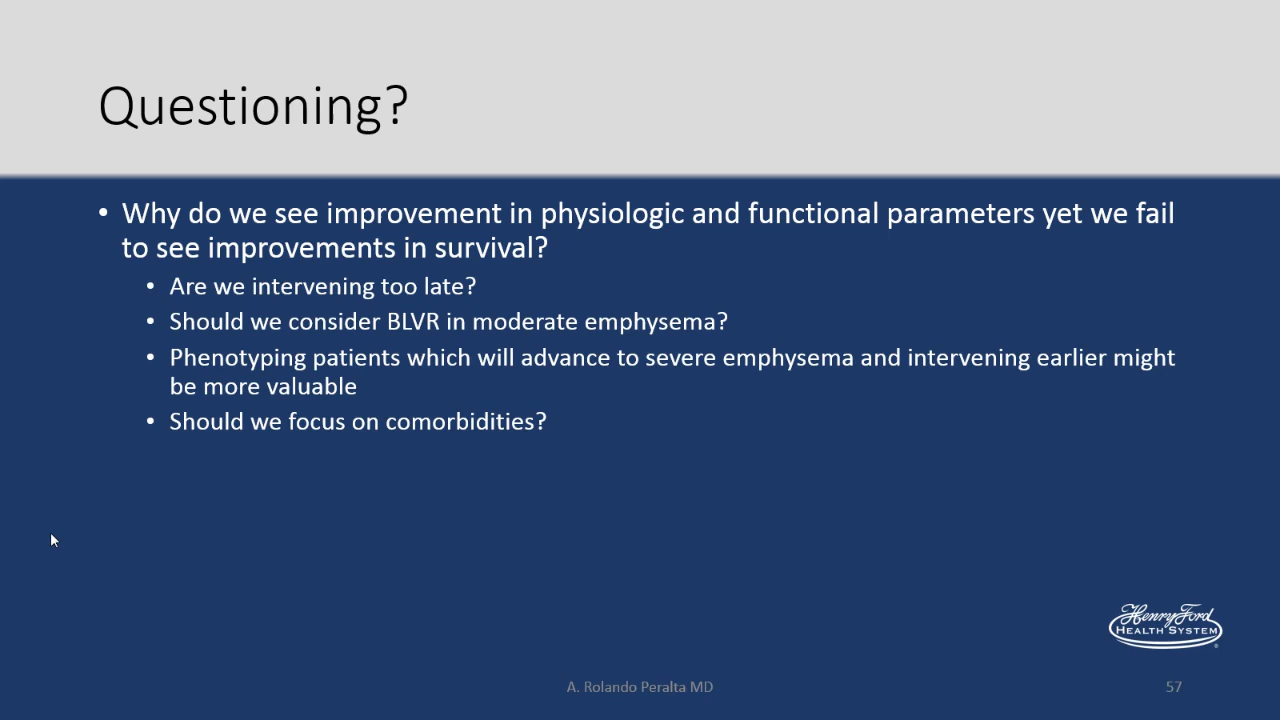 Questioning?
• Why do we see improvement in physiologic and functional parameters yet we fail
to see improvements in survival?
• Are we intervening too late?
• Should we consider BLVR in moderate emphysema?
• Phenotyping patients which will advance to severe emphysema and intervening earlier might
be more valuable
• Should we focus on comorbidities?
Henry Ford
HEALTH SYSTEM
A. Rolando Peralta MD
57